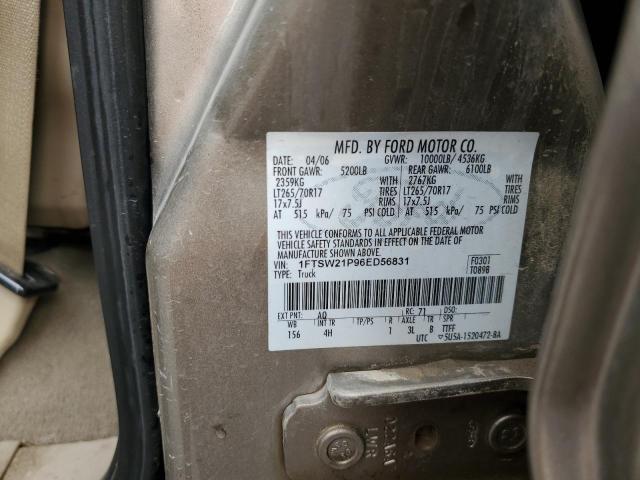 MFD. BY FORD MOTOR CO.
DATE: 04/06 GVWR: 10000LB/ 4536KG
FRONT GAWR: 5200LB REAR GAWR: 6100LB
2359KG WITH 2767KG WITH
LT265/70R17 TIRES LT265/70R17 TIRES
17x7.5J RIMS 17x7.5J RIMS
AT 515 kPa/ 75 PSI COLD AT 515 kPa/ 75 PSI COLD
THIS VEHICLE CONFORMS TO ALL APPLICABLE FEDERAL MOTOR
VEHICLE SAFETY STANDARDS IN EFFECT ON THE DATE OF
MANUFACTURE SHOWN ABOVE.
VIN: 1FTSW21P96ED56831 F0301
TYPE: Truck T0898
EXT PNT: AQ RC: 71 DSO:
WB INT TR TP/PS R AXLE TR SPR
156 4H 1 3L B TTFF
UTC ▽5U5A-1520472-BA